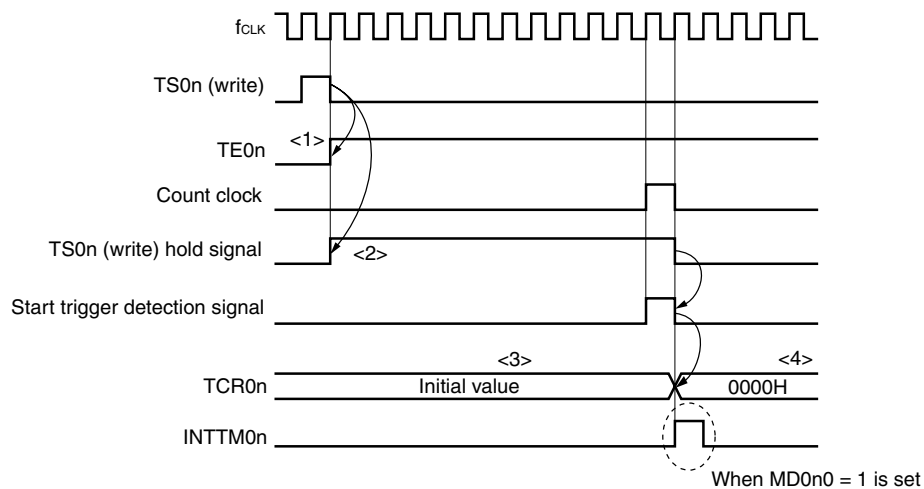 fCLK
TS0n (write)
<1>
TE0n
Count clock
TS0n (write) hold signal
<2>
Start trigger detection signal
<3>
<4>
TCR0n
Initial value
0000H
INTTM0n
When MD0n0 = 1 is set